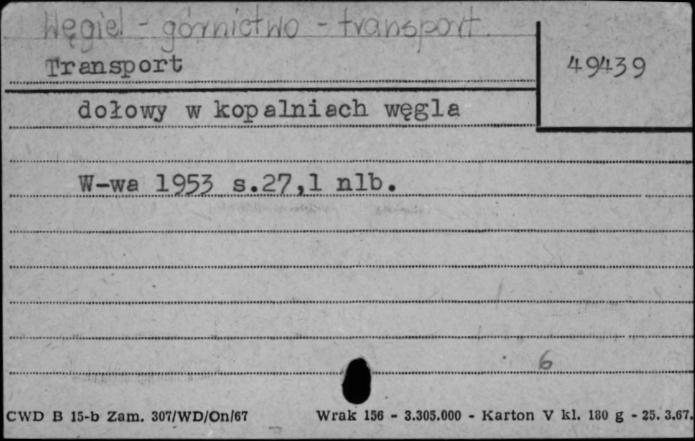 Węgiel - górnictwo - transport.
Transport
49439
dołowy w kopalniach węgla
W-wa 1953 s.27,1 nlb.
6
CWD B 15-b Zam. 307/WD/On/67 Wrak 156 - 3.305.000 - Karton V kl. 180 g - 25. 3.67.